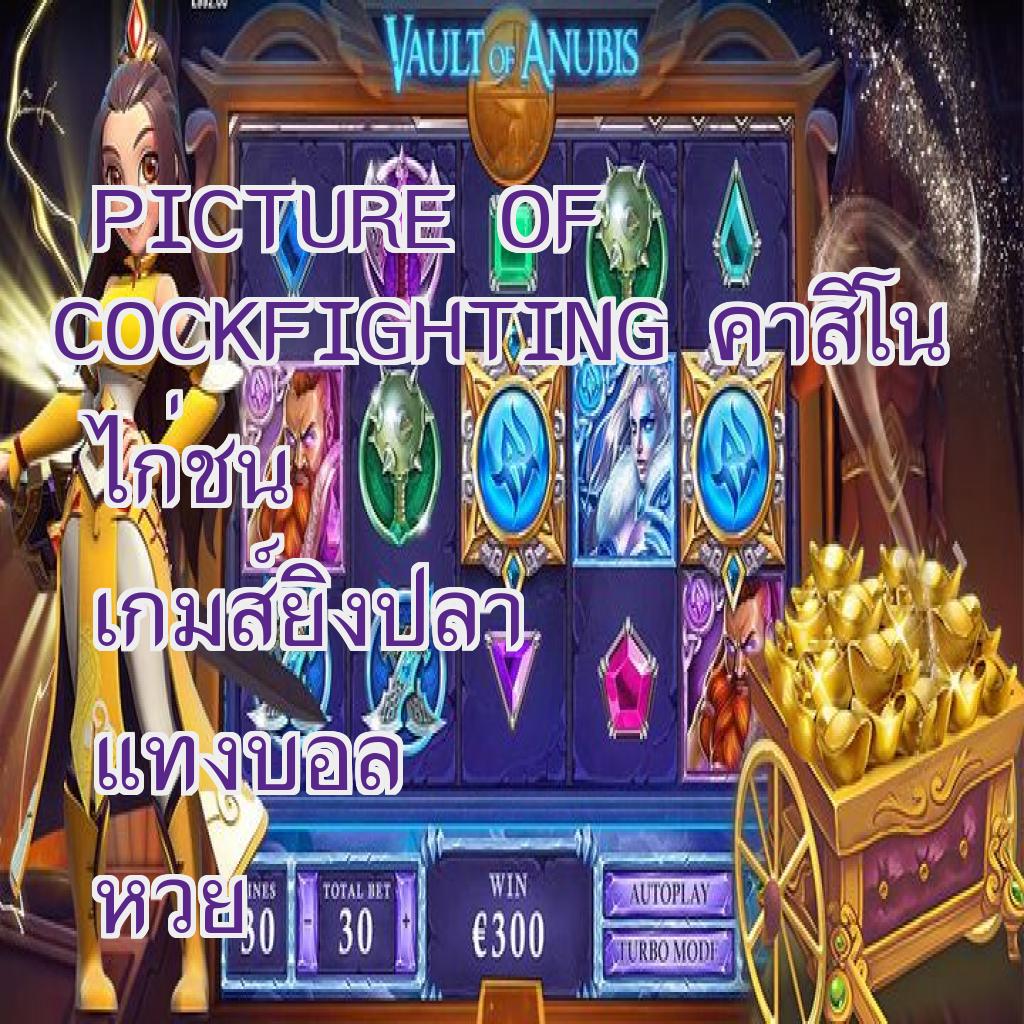 VAULT OF ANUBIS
PICTURE OF
COCKFIGHTING คาสิโน
ไก่ชน
เกมส์ยิงปลา
แทงบอล
หวย
TOTAL BET
30
- +
WIN
€300
AUTOPLAY
TURBO MODE